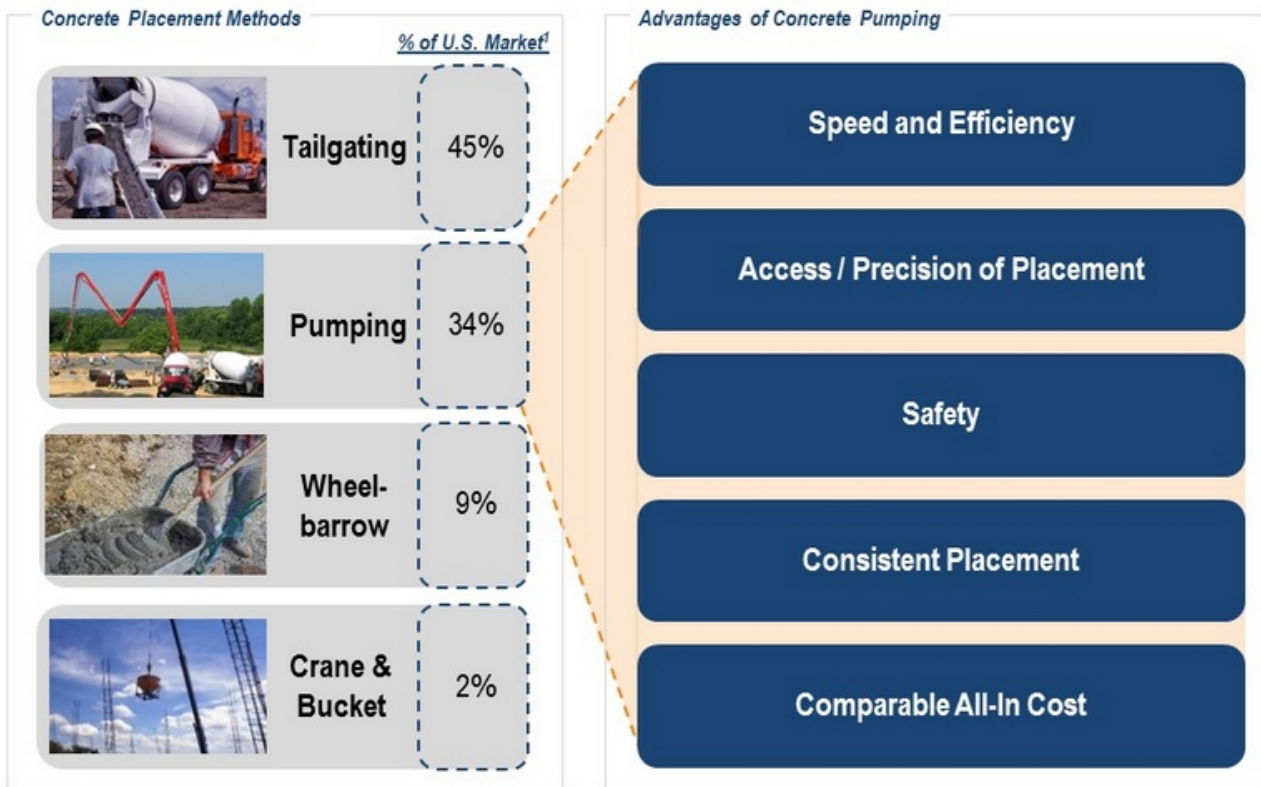 Concrete Placement Methods
% of U.S. Market¹
Tailgating
45%
Pumping
34%
Wheel-
barrow
9%
Crane &
Bucket
2%
Advantages of Concrete Pumping
Speed and Efficiency
Access / Precision of Placement
Safety
Consistent Placement
Comparable All-In Cost